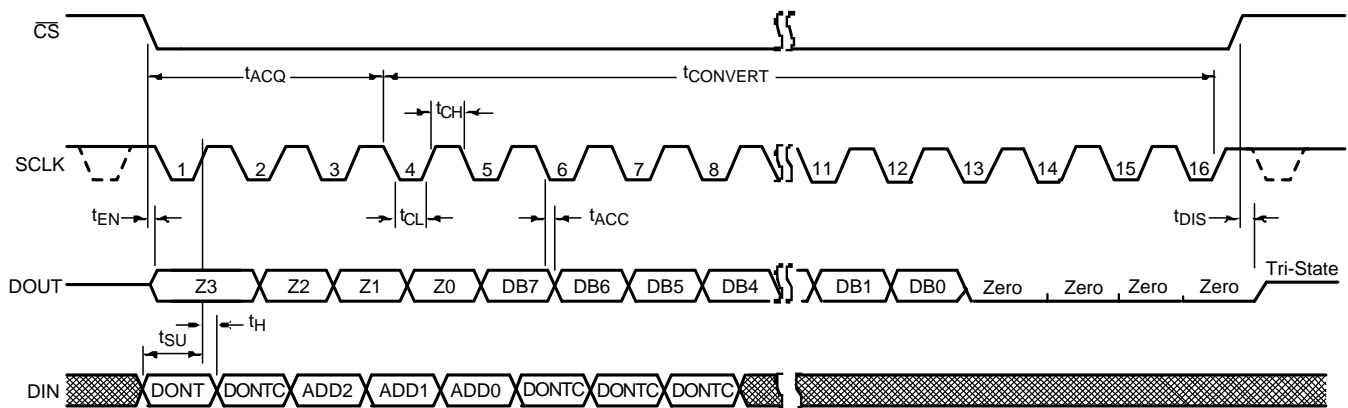 CS
tACQ
tCONVERT
tCH
SCLK
1 2 3 4 5 6 7 8 11 12 13 14 15 16
tEN
tCL
tACC
tDIS
Tri-State
DOUT
Z3 Z2 Z1 Z0 DB7 DB6 DB5 DB4 DB1 DB0 Zero Zero Zero Zero
tSU
tH
DIN
DONT DONTC ADD2 ADD1 ADD0 DONTC DONTC DONTC